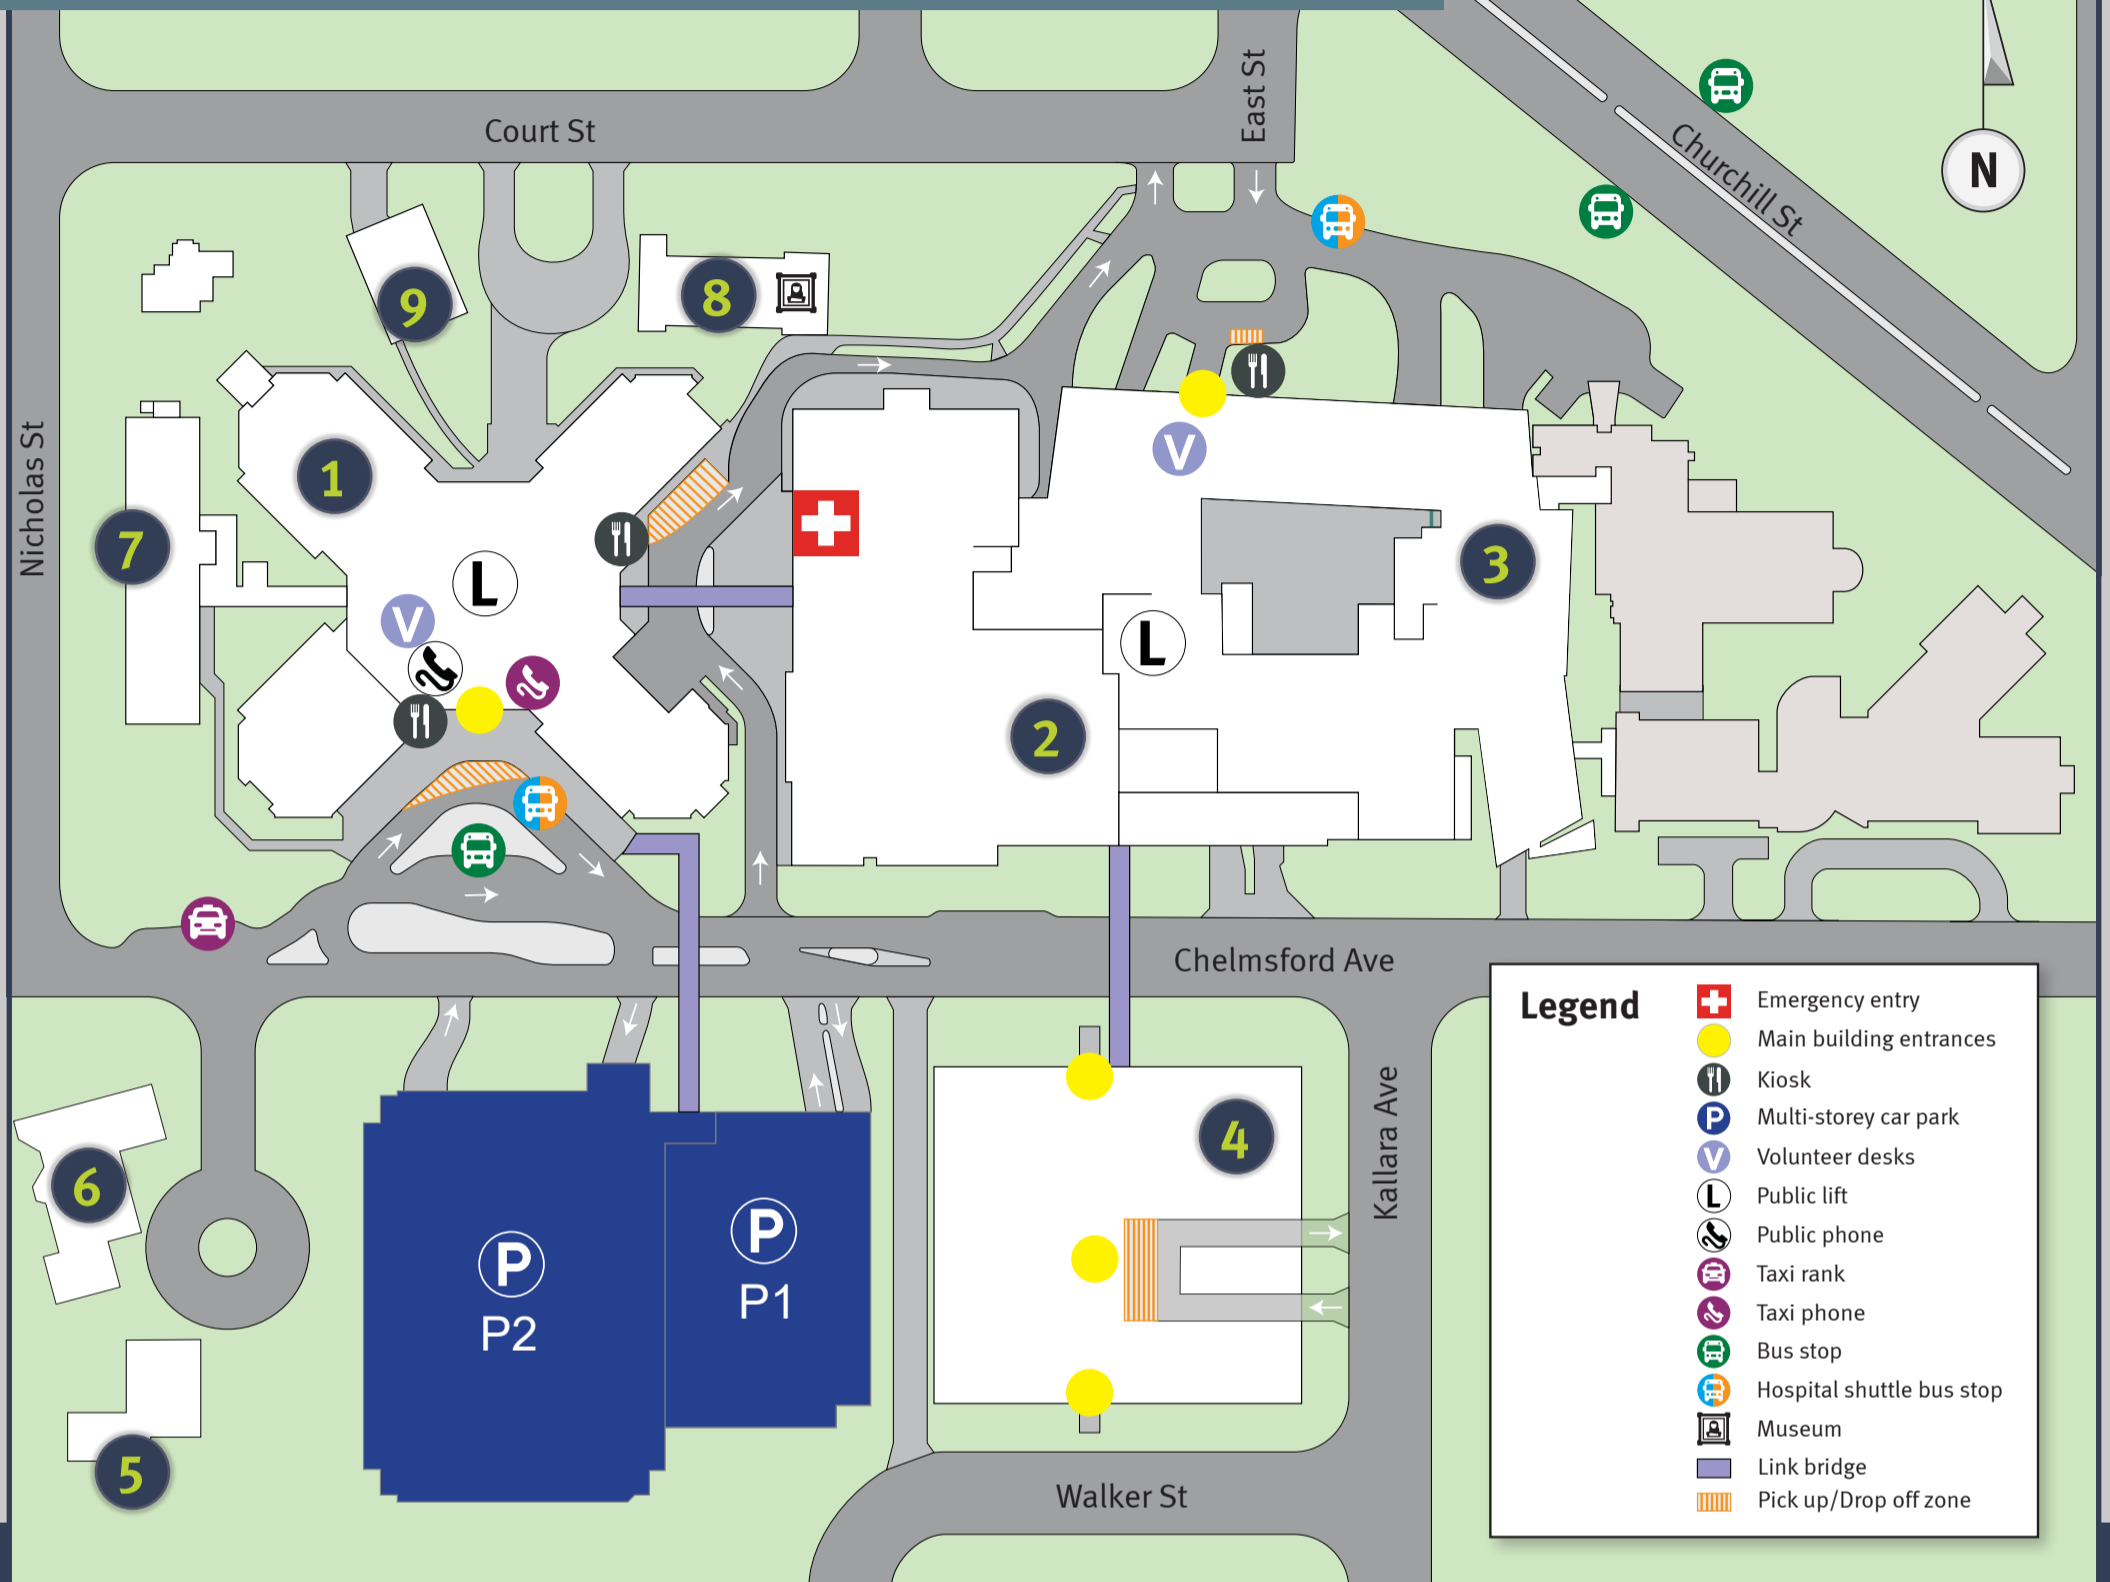 Court St
East St
Churchill St
N
9
8
Nicholas St
1
7
L
V
V
3
L
2
Chelmsford Ave
Kallara Ave
4
6
P
P2
P
P1
5
Walker St
Legend
Emergency entry
Main building entrances
Kiosk
P Multi-storey car park
V Volunteer desks
L Public lift
Public phone
Taxi rank
Taxi phone
Bus stop
Hospital shuttle bus stop
Museum
Link bridge
Pick up/Drop off zone